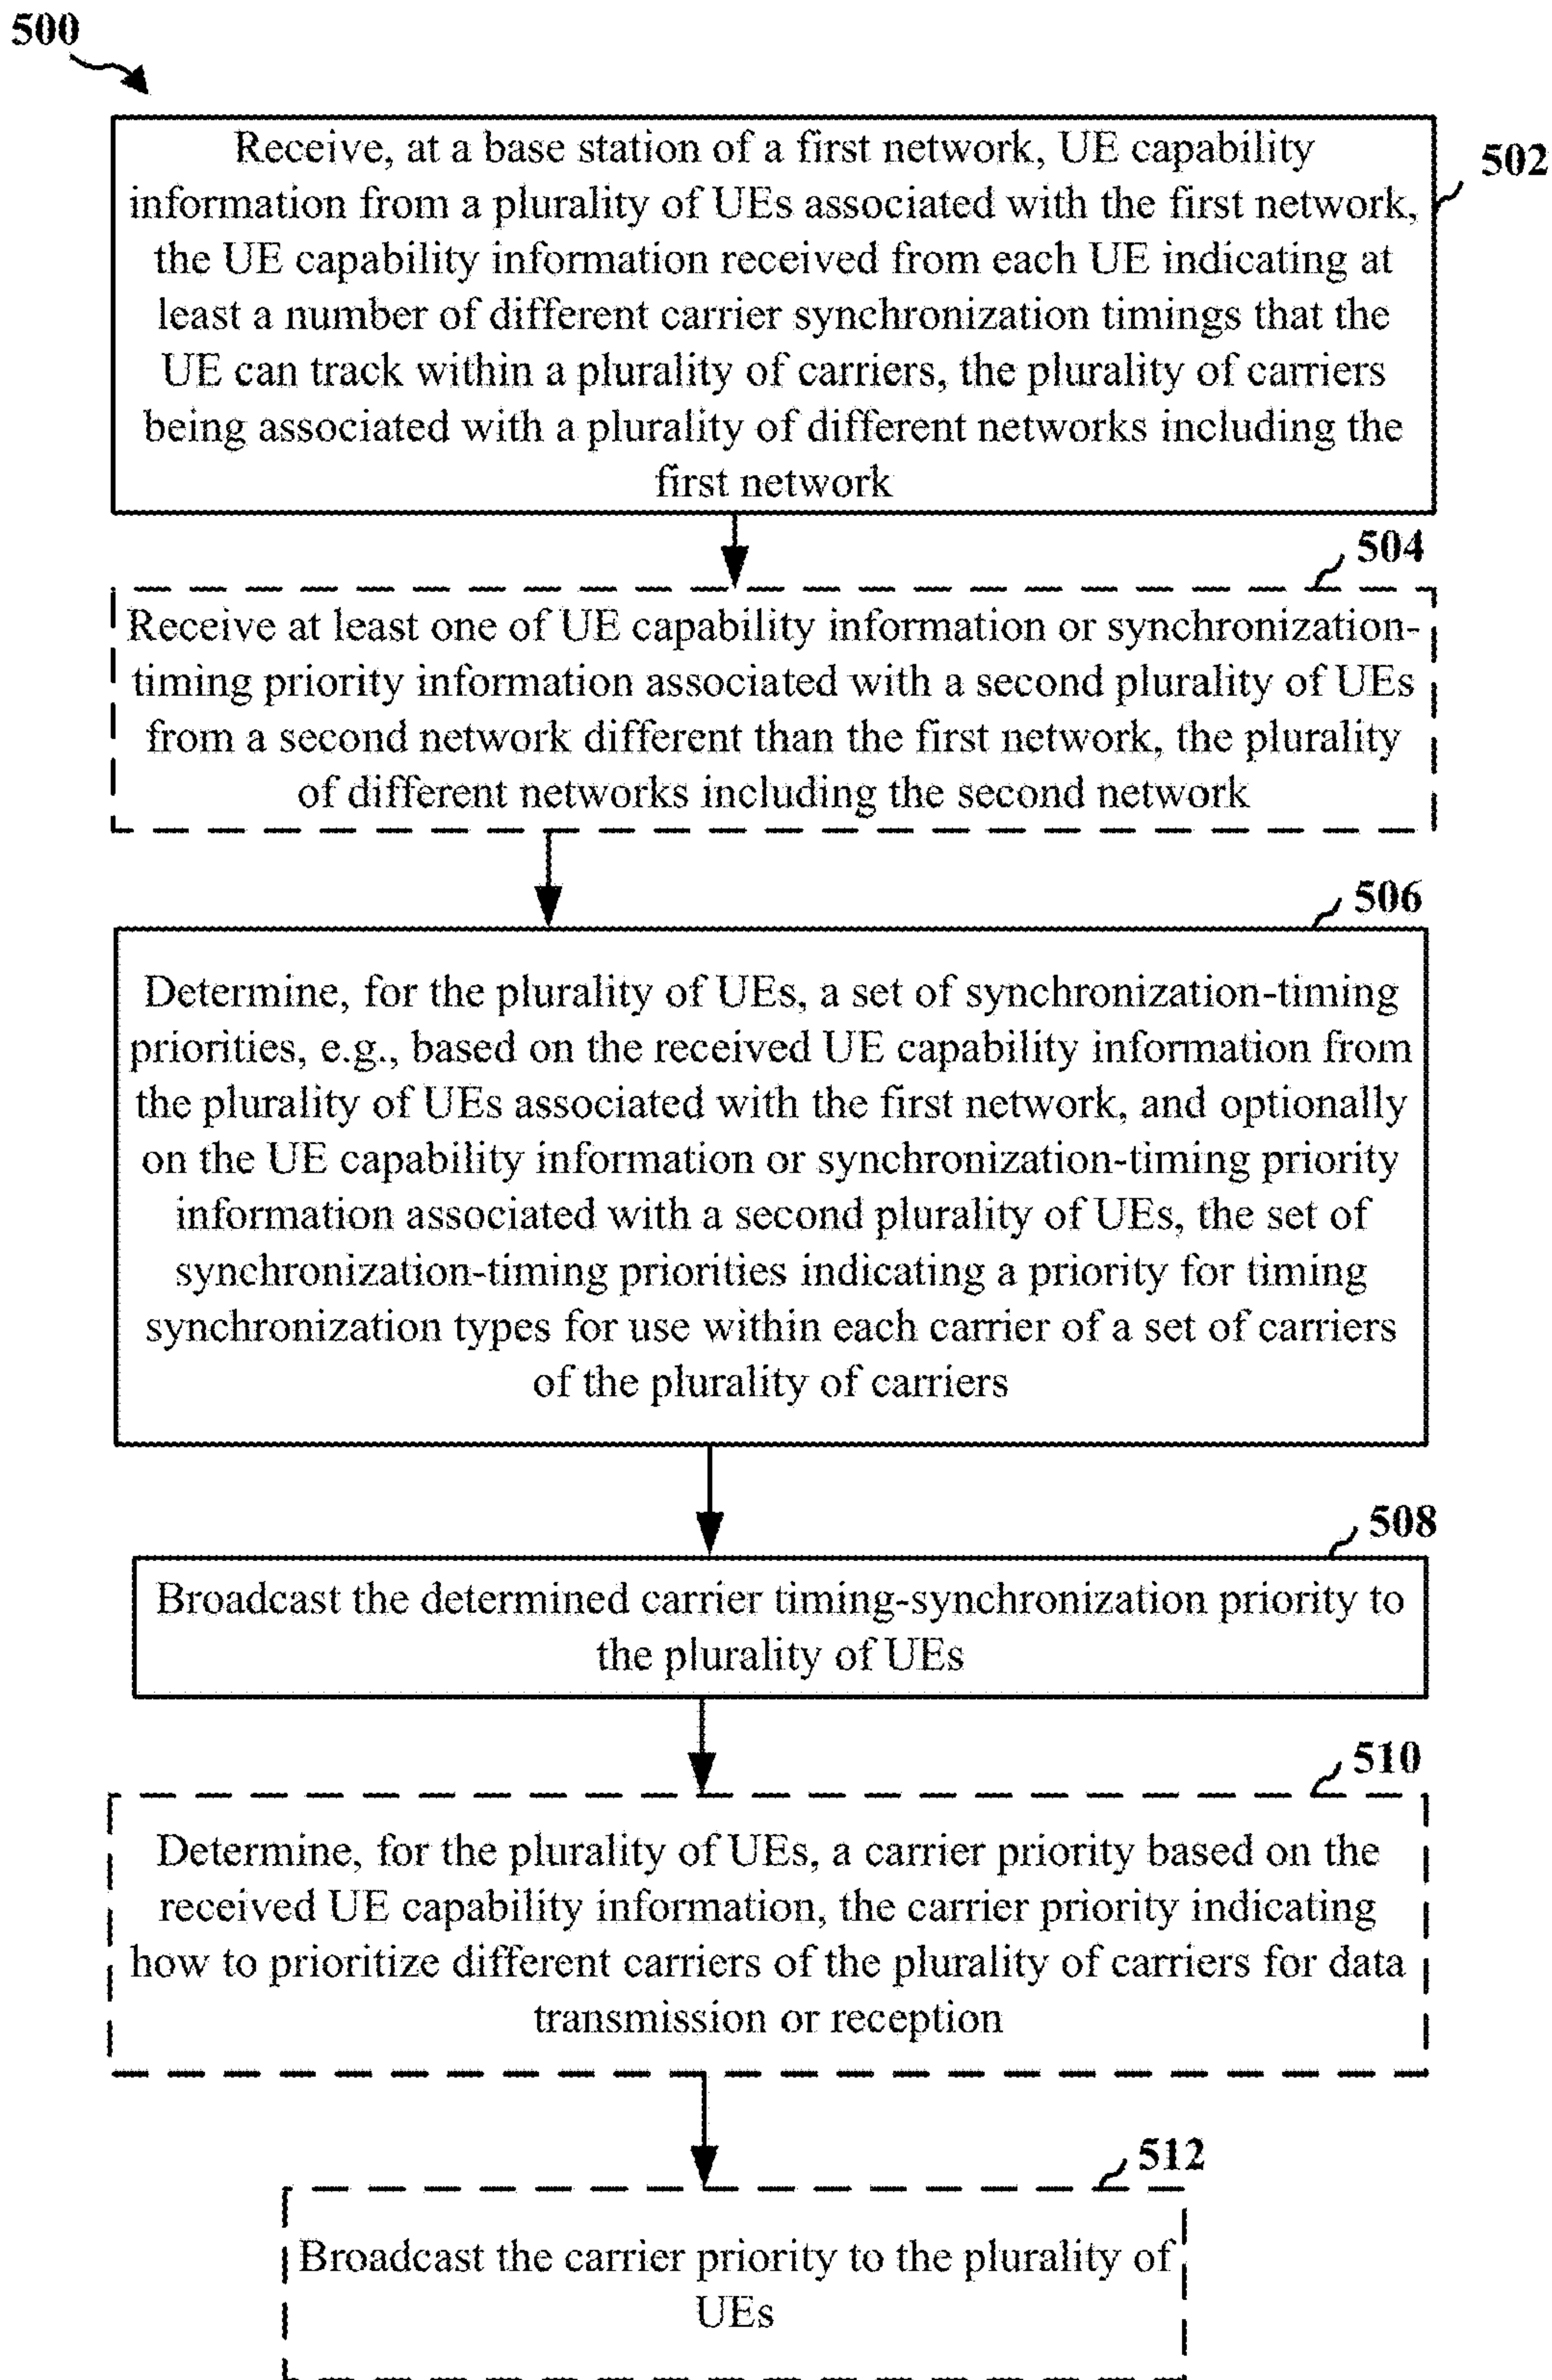 500
Receive, at a base station of a first network, UE capability
information from a plurality of UEs associated with the first network,
the UE capability information received from each UE indicating at
least a number of different carrier synchronization timings that the
UE can track within a plurality of carriers, the plurality of carriers
being associated with a plurality of different networks including the
first network
502
504
Receive at least one of UE capability information or synchronization-
timing priority information associated with a second plurality of UEs
from a second network different than the first network, the plurality
of different networks including the second network
506
Determine, for the plurality of UEs, a set of synchronization-timing
priorities, e.g., based on the received UE capability information from
the plurality of UEs associated with the first network, and optionally
on the UE capability information or synchronization-timing priority
information associated with a second plurality of UEs, the set of
synchronization-timing priorities indicating a priority for timing
synchronization types for use within each carrier of a set of carriers
of the plurality of carriers
508
Broadcast the determined carrier timing-synchronization priority to
the plurality of UEs
510
Determine, for the plurality of UEs, a carrier priority based on the
received UE capability information, the carrier priority indicating
how to prioritize different carriers of the plurality of carriers for data
transmission or reception
512
Broadcast the carrier priority to the plurality of
UEs